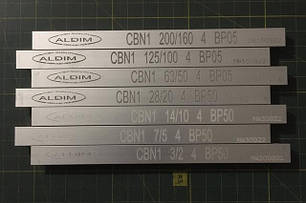 ALDIM CBN1 200/160 4 BP05
ALDIM CBN1 125/100 4 BP05
ALDIM CBN1 63/50 4 BP50
ALDIM CBN1 28/20 4 BP50
CBN1 14/10 4 BP50
CBN1 7/5 4 BP50
CBN1 3/2 4 BP50